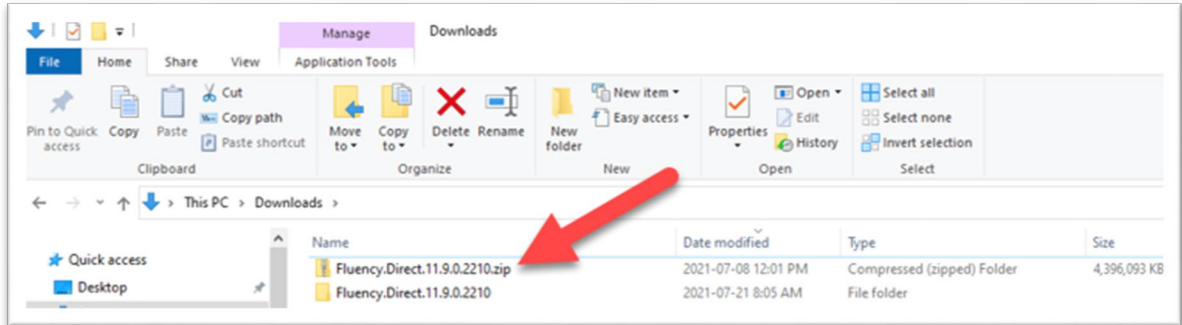 Manage Downloads
File Home Share View Application Tools
Pin to Quick access
Copy
Paste
Cut
Copy path
Paste shortcut
Clipboard
Move to
Copy to
Delete
Rename
Organize
New folder
New item
Easy access
New
Properties
Open
Edit
History
Open
Select all
Select none
Invert selection
Select
This PC > Downloads >
Name Date modified Type Size
Quick access
Fluency.Direct.11.9.0.2210.zip 2021-07-08 12:01 PM Compressed (zipped) Folder 4,396,093 KB
Desktop
Fluency.Direct.11.9.0.2210 2021-07-21 8:05 AM File folder